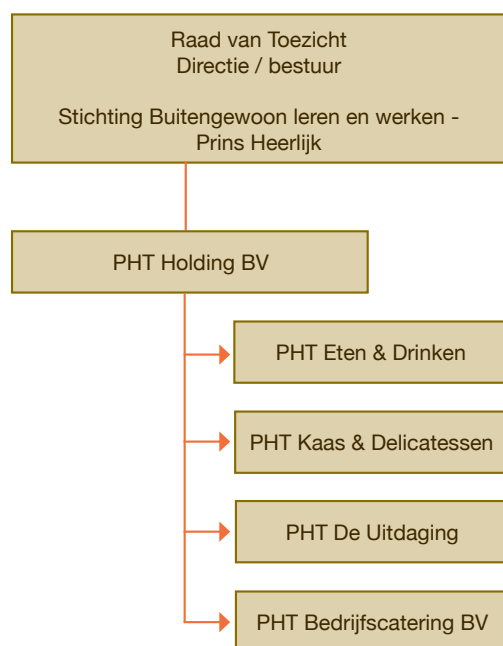 Raad van Toezicht
Directie / bestuur
Stichting Buitengewoon leren en werken -
Prins Heerlijk
PHT Holding BV
PHT Eten & Drinken
PHT Kaas & Delicatessen
PHT De Uitdaging
PHT Bedrijfscatering BV